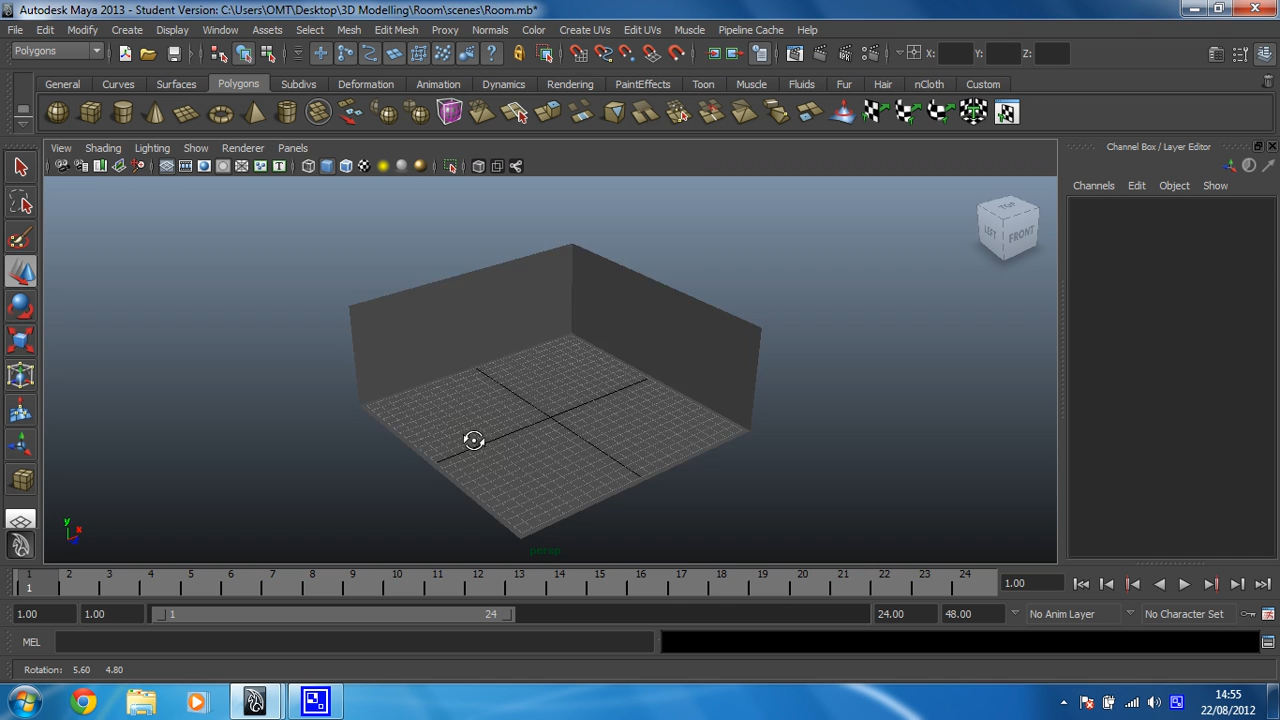 Autodesk Maya 2013 - Student Version: C:\Users\OMT\Desktop\3D Modelling\Room\scenes\Room.mb*
File Edit Modify Create Display Window Assets Select Mesh Edit Mesh Proxy Normals Color Create UVs Edit UVs Muscle Pipeline Cache Help
Polygons X: Y: Z:
General Curves Surfaces Polygons Subdivs Deformation Animation Dynamics Rendering PaintEffects Toon Muscle Fluids Fur Hair nCloth Custom
View Shading Lighting Show Renderer Panels
Channel Box / Layer Editor
Channels Edit Object Show
TOP
FRONT
y
x
persp
1 2 3 4 5 6 7 8 9 10 11 12 13 14 15 16 17 18 19 20 21 22 23 24
1
1.00
1.00 1.00 1 24 24.00 48.00 No Anim Layer No Character Set
MEL
Rotation: 5.60 4.80
14:55
22/08/2012